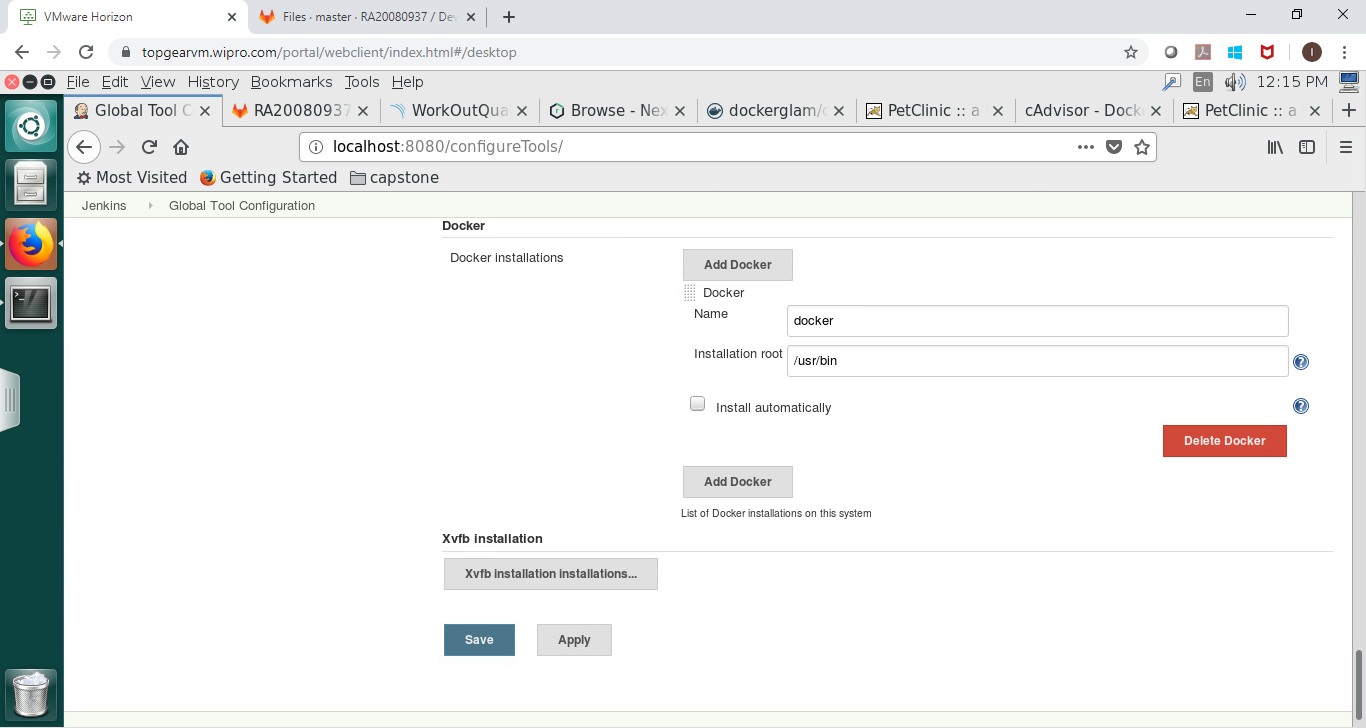 VMware Horizon
Files · master · RA20080937 / Dev
topgearvm.wipro.com/portal/webclient/index.html#/desktop
I
File Edit View History Bookmarks Tools Help
En
12:15 PM
Global Tool C
RA20080937
WorkOutQua
Browse - Nex
dockerglam/c
PetClinic :: a
cAdvisor - Docke
PetClinic :: a
localhost:8080/configureTools/
Most Visited Getting Started capstone
Jenkins Global Tool Configuration
Docker
Docker installations
Add Docker
Docker
Name docker
Installation root /usr/bin
Install automatically
Delete Docker
Add Docker
List of Docker installations on this system
Xvfb installation
Xvfb installation installations...
Save Apply